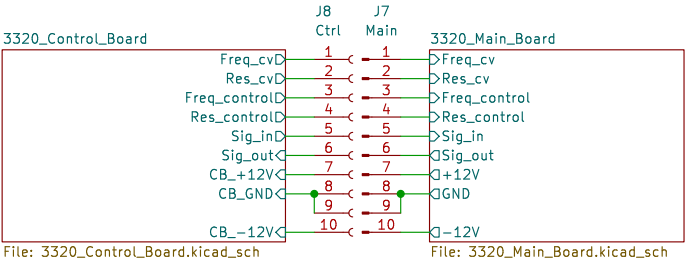 J8 J7
3320_Control_Board Ctrl Main 3320_Main_Board
Freq_cv 1 1 Freq_cv
Res_cv 2 2 Res_cv
Freq_control 3 3 Freq_control
Res_control 4 4 Res_control
Sig_in 5 5 Sig_in
Sig_out 6 6 Sig_out
CB_+12V 7 7 +12V
CB_GND 8 8 GND
9 9
CB_-12V 10 10 -12V
File: 3320_Control_Board.kicad_sch File: 3320_Main_Board.kicad_sch